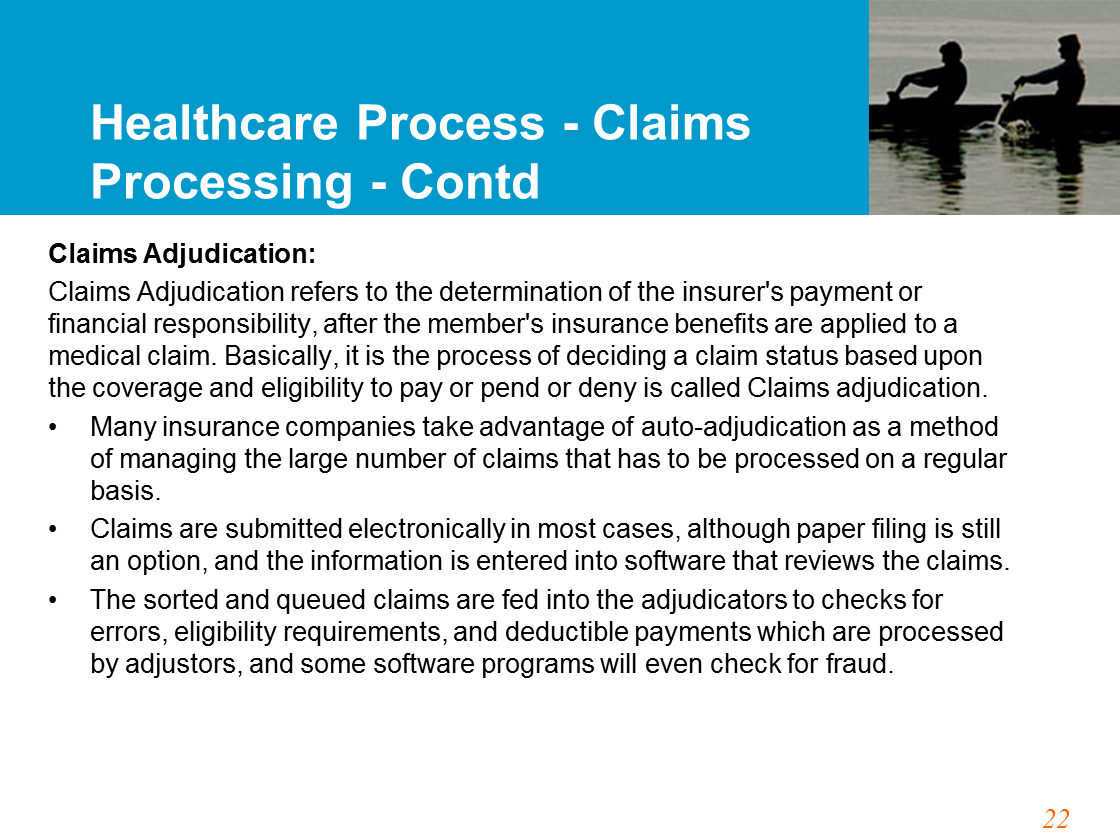 Healthcare Process - Claims
Processing - Contd
Claims Adjudication:
Claims Adjudication refers to the determination of the insurer's payment or
financial responsibility, after the member's insurance benefits are applied to a
medical claim. Basically, it is the process of deciding a claim status based upon
the coverage and eligibility to pay or pend or deny is called Claims adjudication.
• Many insurance companies take advantage of auto-adjudication as a method
of managing the large number of claims that has to be processed on a regular
basis.
• Claims are submitted electronically in most cases, although paper filing is still
an option, and the information is entered into software that reviews the claims.
• The sorted and queued claims are fed into the adjudicators to checks for
errors, eligibility requirements, and deductible payments which are processed
by adjustors, and some software programs will even check for fraud.
22